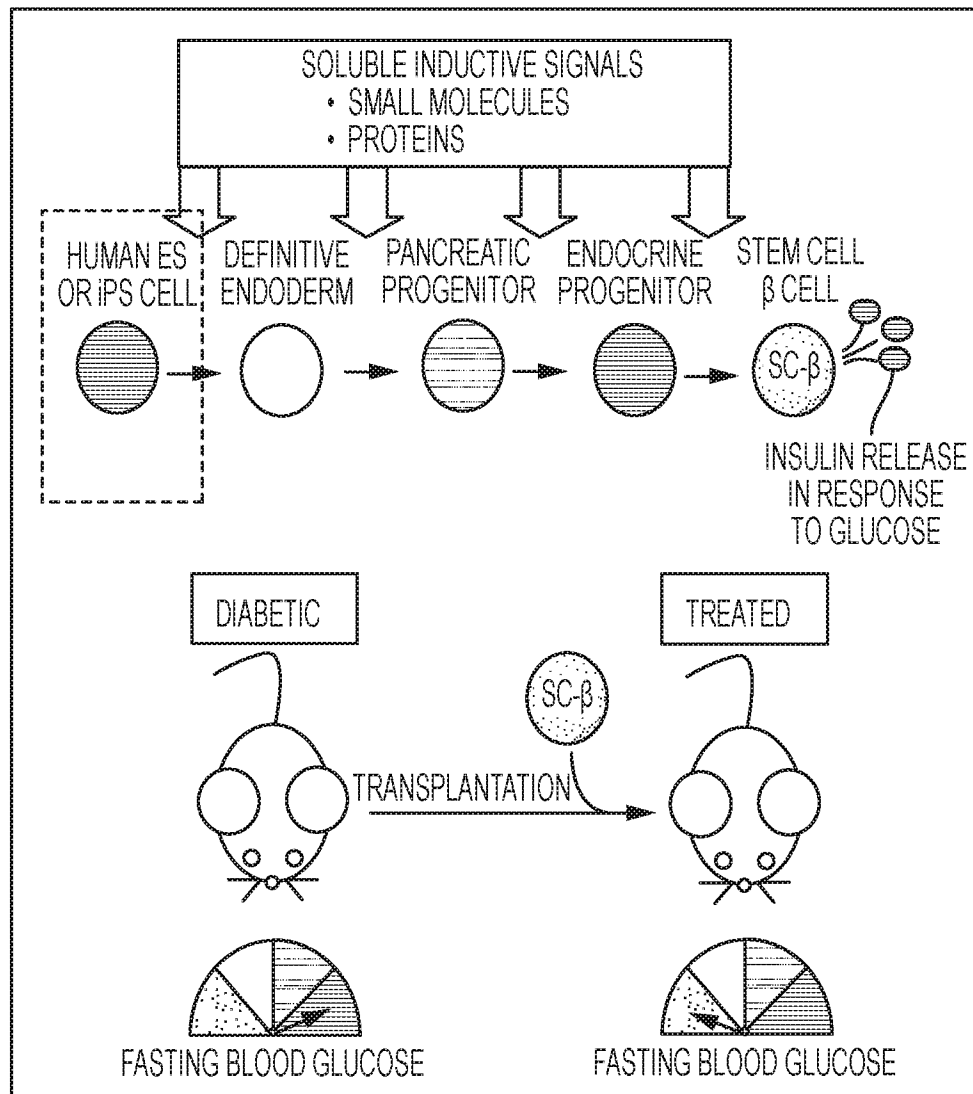 SOLUBLE INDUCTIVE SIGNALS
• SMALL MOLECULES
• PROTEINS
HUMAN ES
OR iPS CELL
DEFINITIVE
ENDODERM
PANCREATIC
PROGENITOR
ENDOCRINE
PROGENITOR
STEM CELL
β CELL
SC-β
INSULIN RELEASE
IN RESPONSE
TO GLUCOSE
DIABETIC
TREATED
SC-β
TRANSPLANTATION
FASTING BLOOD GLUCOSE
FASTING BLOOD GLUCOSE